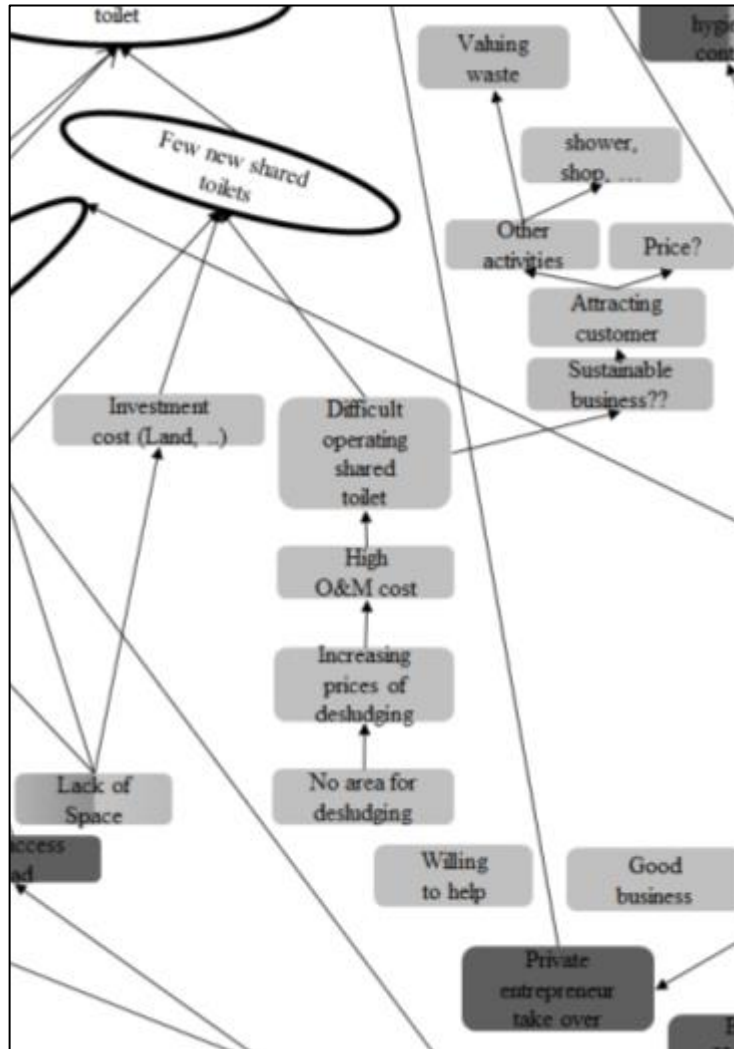 toilet
Valuing
waste
Few new shared
toilets
shower,
shop, ...
Other
activities
Price?
Attracting
customer
Sustainable
business??
Investment
cost (Land, ..)
Difficult
operating
shared
toilet
High
O&M cost
Increasing
prices of
desludging
No area for
desludging
Lack of
Space
Willing
to help
Good
business
Private
entrepreneur
take over